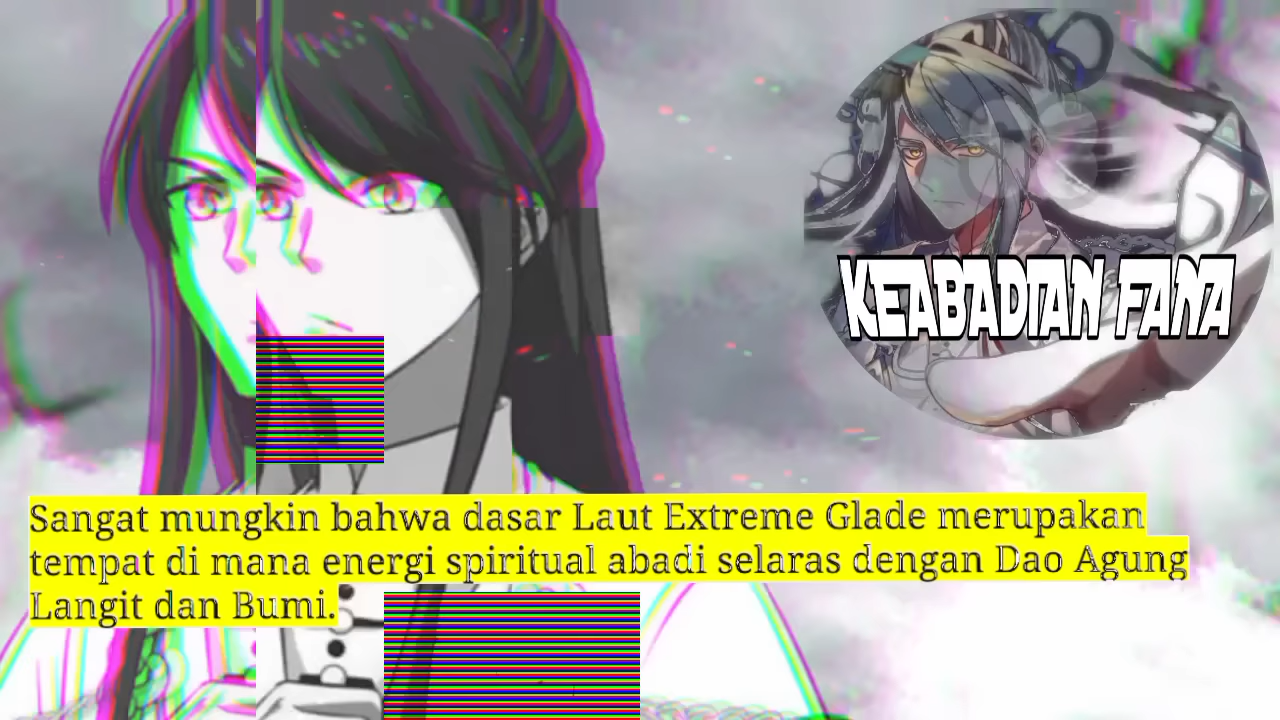 KEABADIAN FANA
Sangat mungkin bahwa dasar Laut Extreme Glade merupakan
tempat di mana energi spiritual abadi selaras dengan Dao Agung
Langit dan Bumi.